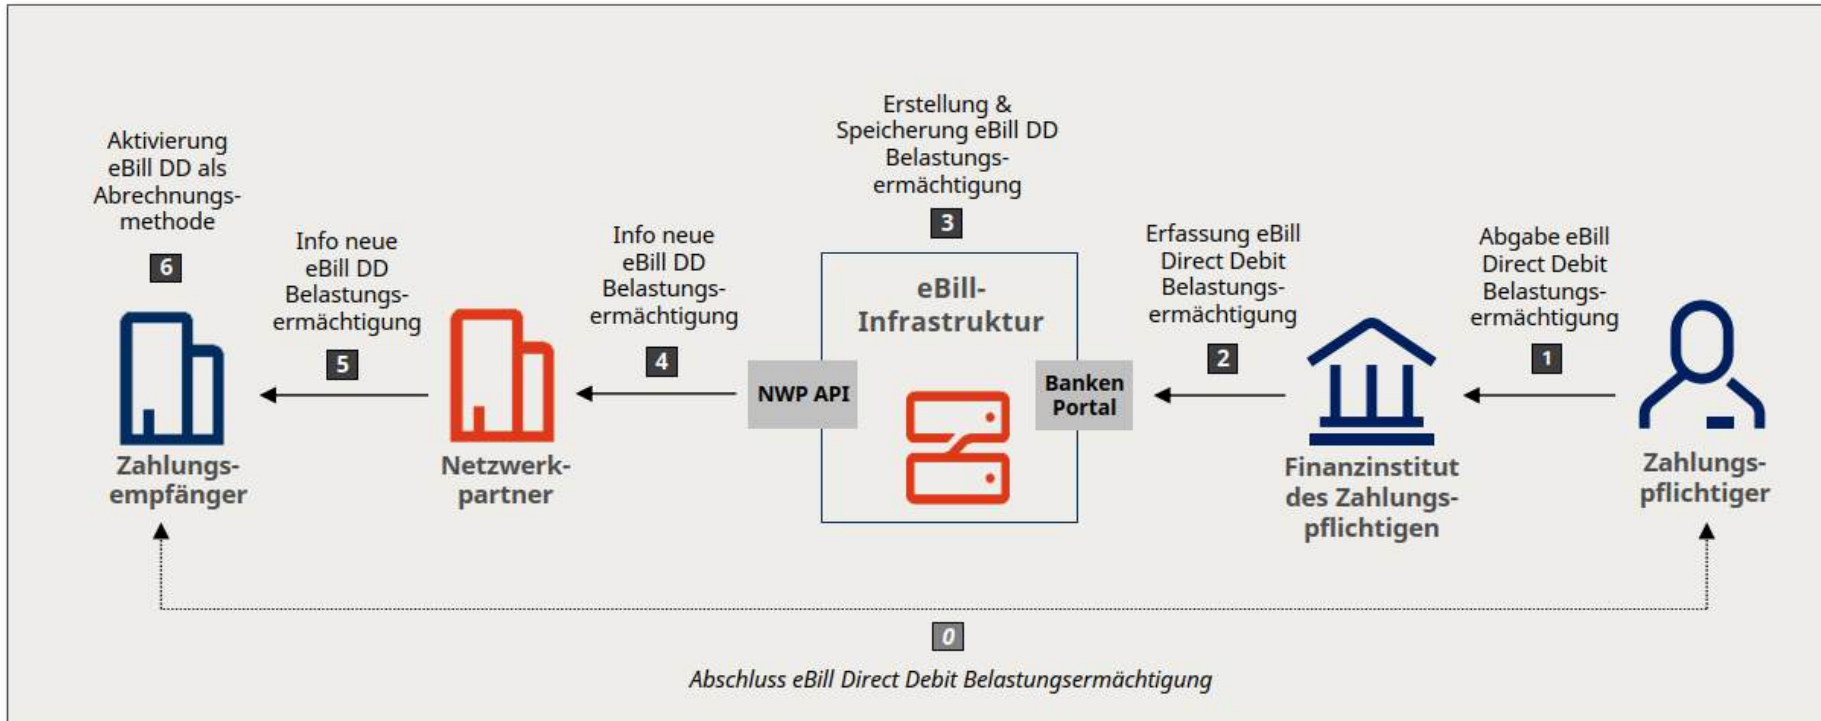 Aktivierung
eBill DD als
Abrechnungs-
methode
6
Zahlungs-
empfänger
Info neue
eBill DD
Belastungs-
ermächtigung
5
Netzwerk-
partner
Info neue
eBill DD
Belastungs-
ermächtigung
4
NWP API
Erstellung &
Speicherung eBill DD
Belastungs-
ermächtigung
3
eBill-
Infrastruktur
Banken
Portal
Erfassung eBill
Direct Debit
Belastungs-
ermächtigung
2
Finanzinstitut
des Zahlungs-
pflichtigen
Abgabe eBill
Direct Debit
Belastungs-
ermächtigung
1
Zahlungs-
pflichtiger
0
Abschluss eBill Direct Debit Belastungsermächtigung